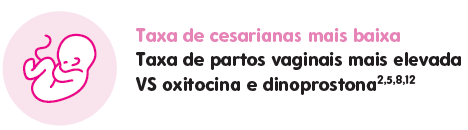 Taxa de cesarianas mais baixa
Taxa de partos vaginais mais elevada
VS oxitocina e dinoprostona2,5,8,12